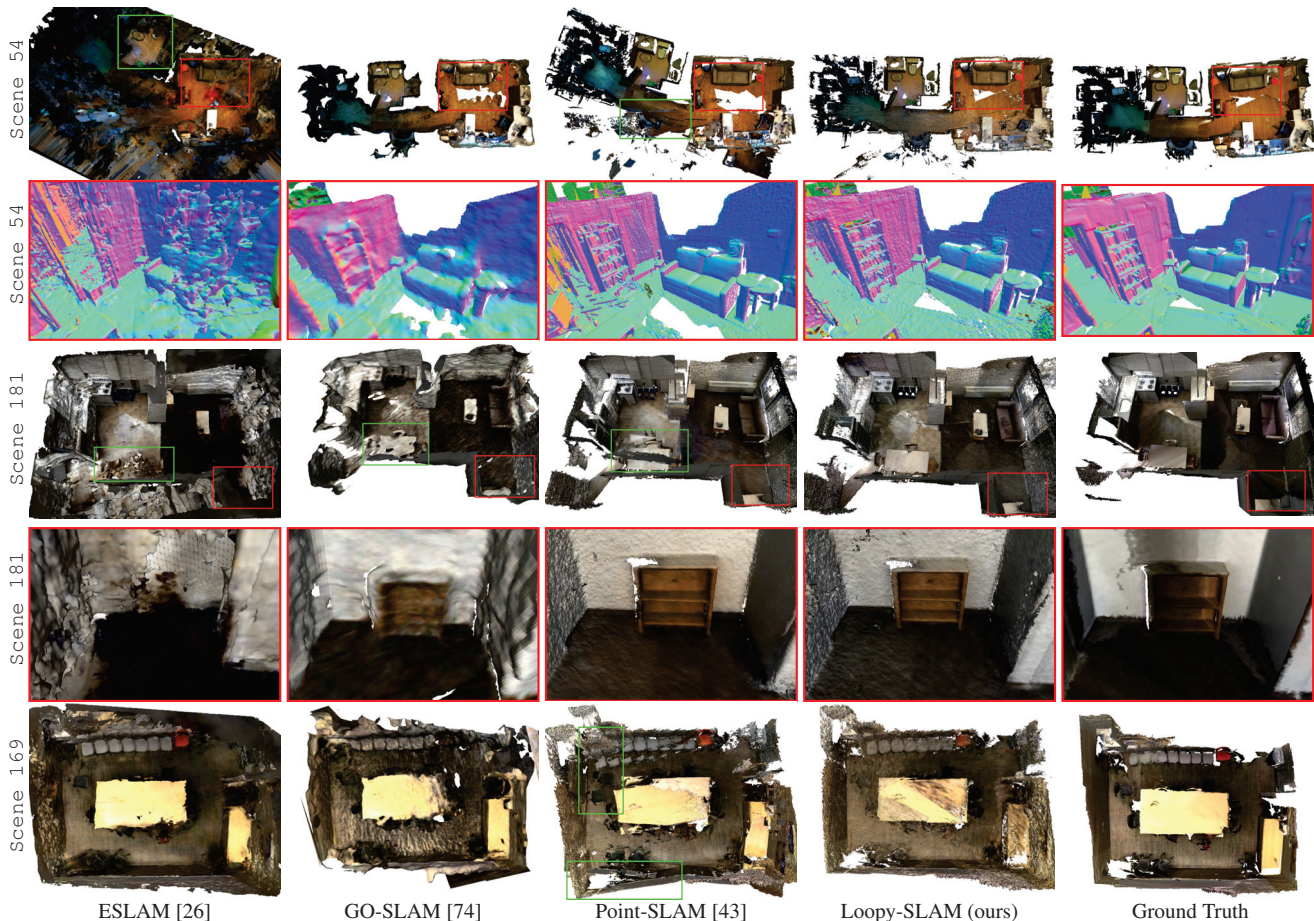 Scene 54
Scene 54
Scene 181
Scene 181
Scene 169
ESLAM [26]
GO-SLAM [74]
Point-SLAM [43]
Loopy-SLAM (ours)
Ground Truth